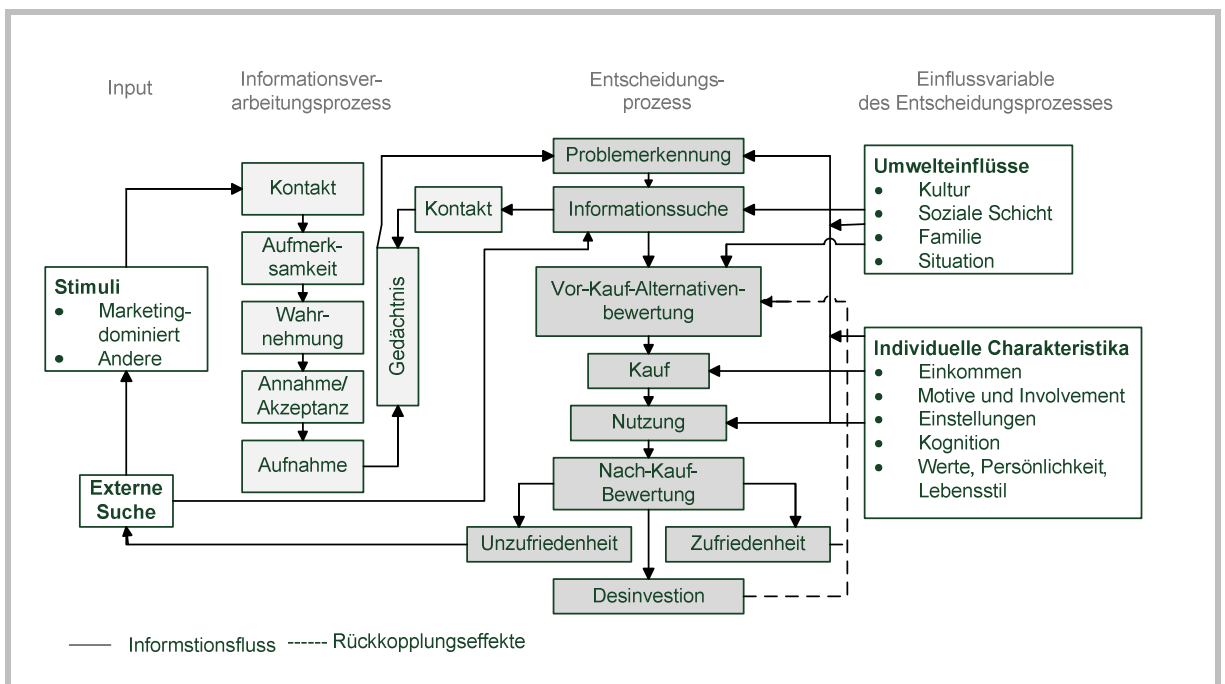 Input
Informationsver-
arbeitungsprozess
Entscheidungs-
prozess
Einflussvariable
des Entscheidungsprozesses
Stimuli
• Marketing-
dominiert
• Andere
Externe
Suche
Kontakt
Aufmerk-
samkeit
Wahr-
nehmung
Annahme/
Akzeptanz
Aufnahme
Kontakt
Gedächtnis
Problemerkennung
Informationssuche
Vor-Kauf-Alternativen-
bewertung
Kauf
Nutzung
Nach-Kauf-
Bewertung
Unzufriedenheit
Zufriedenheit
Desinvestion
Umwelteinflüsse
• Kultur
• Soziale Schicht
• Familie
• Situation
Individuelle Charakteristika
• Einkommen
• Motive und Involvement
• Einstellungen
• Kognition
• Werte, Persönlichkeit,
Lebensstil
Informstionsfluss
Rückkopplungseffekte